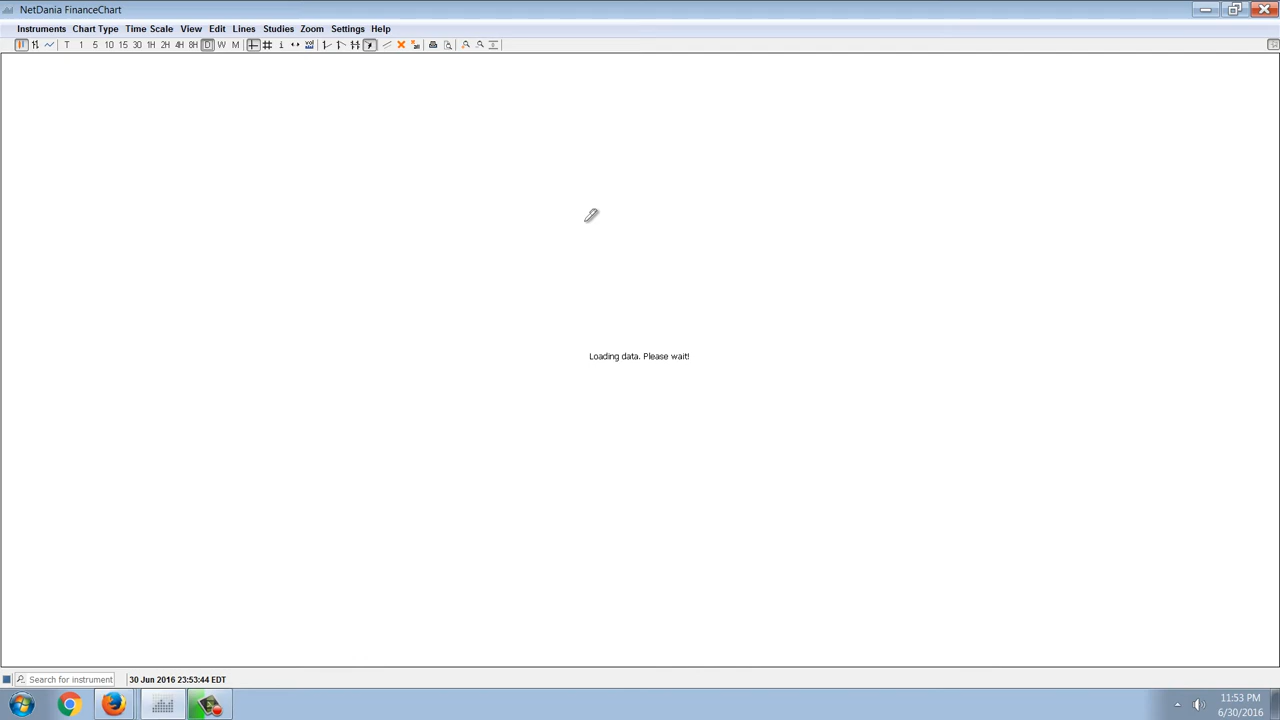 NetDania FinanceChart
Instruments Chart Type Time Scale View Edit Lines Studies Zoom Settings Help
T 1 5 10 15 30 1H 2H 4H 8H D W M
Loading data. Please wait!
Search for instrument 30 Jun 2016 23:53:44 EDT
11:53 PM
6/30/2016